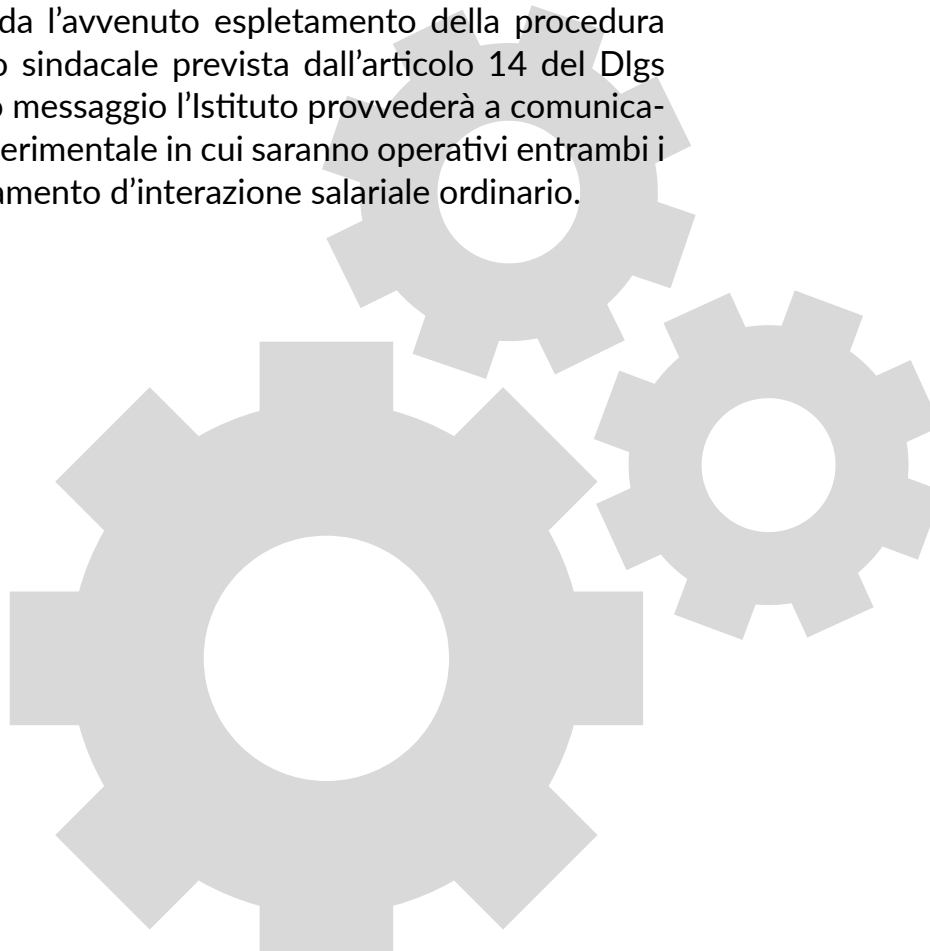 da l’avvenuto espletamento della procedura
o sindacale prevista dall’articolo 14 del Dlgs
o messaggio l’Istituto provvederà a comunica-
erimentale in cui saranno operativi entrambi i
amento d’interazione salariale ordinario.